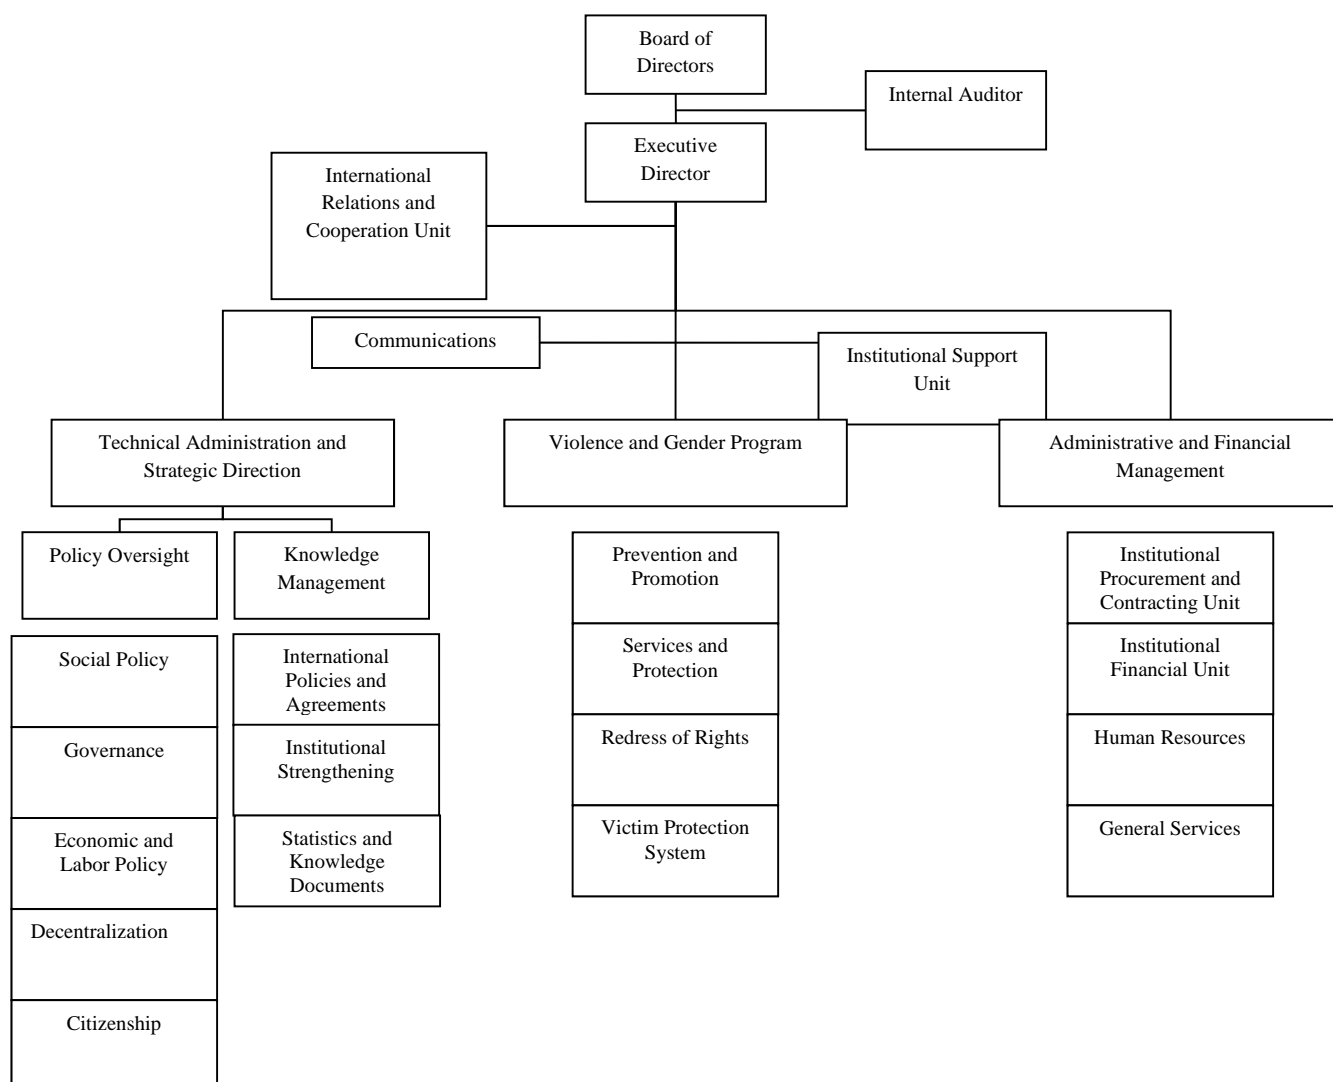 Board of
Directors
Internal Auditor
Executive
Director
International
Relations and
Cooperation Unit
Communications
Institutional Support
Unit
Technical Administration and
Strategic Direction
Violence and Gender Program
Administrative and Financial
Management
Policy Oversight
Knowledge
Management
Social Policy
Governance
Economic and
Labor Policy
Decentralization
Citizenship
International
Policies and
Agreements
Institutional
Strengthening
Statistics and
Knowledge
Documents
Prevention and
Promotion
Services and
Protection
Redress of Rights
Victim Protection
System
Institutional
Procurement and
Contracting Unit
Institutional
Financial Unit
Human Resources
General Services